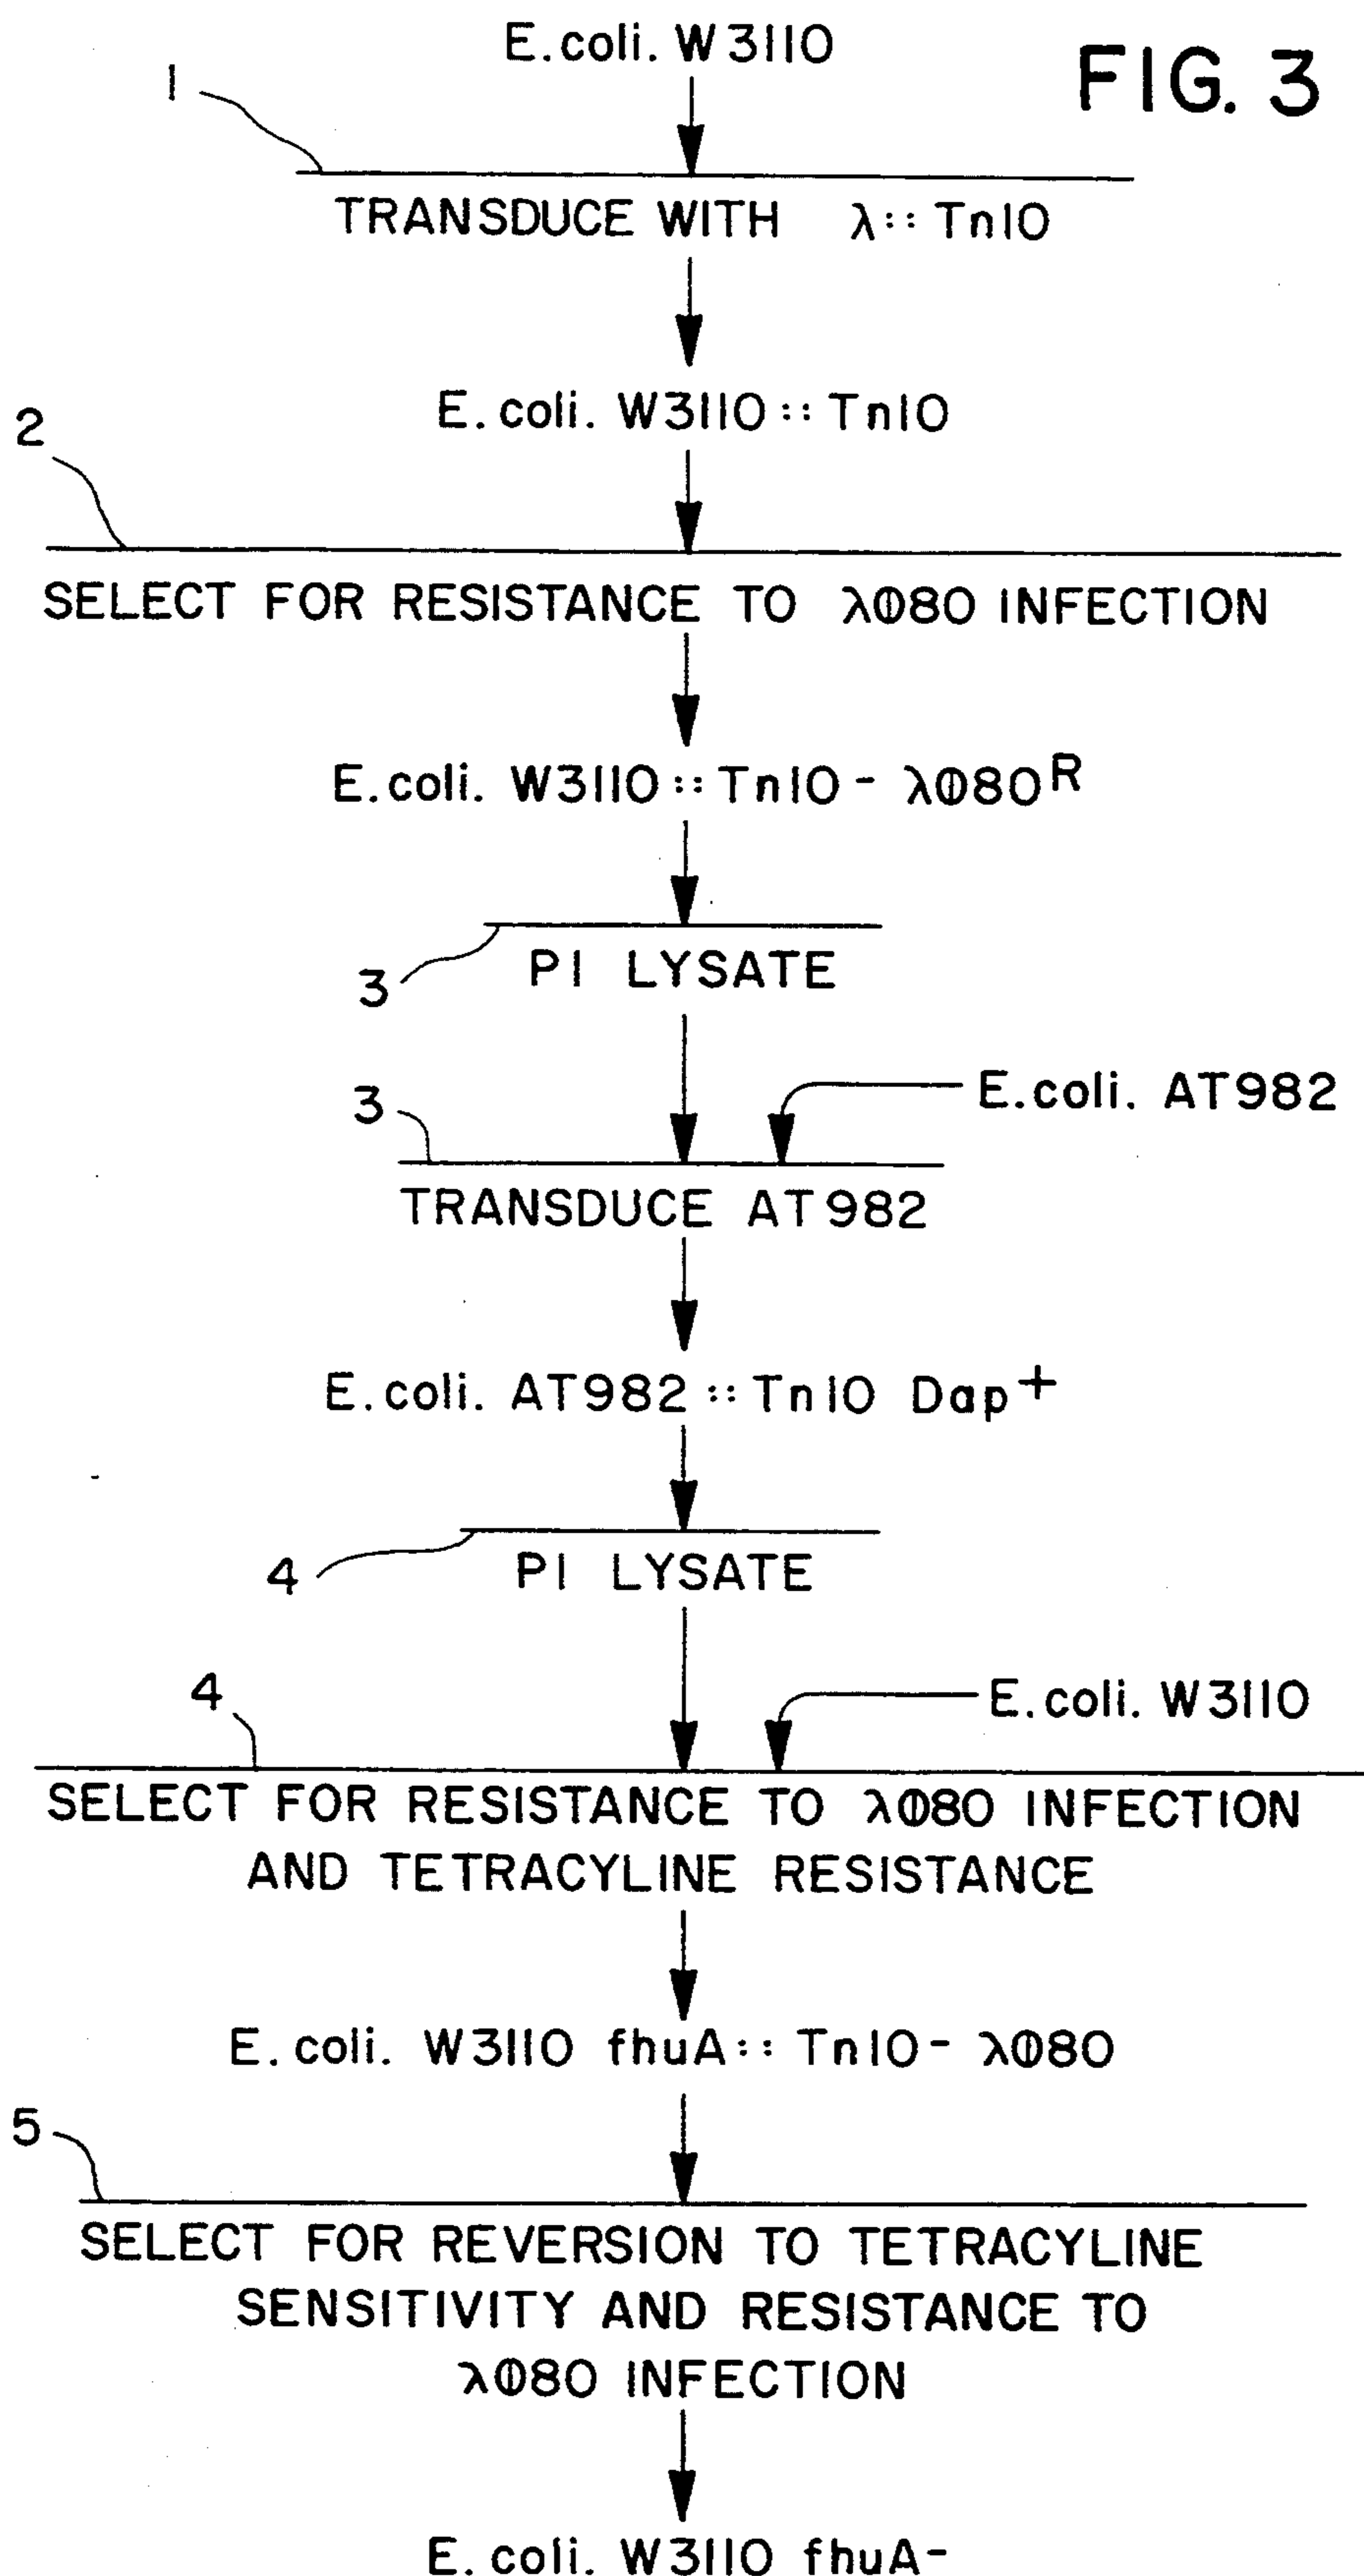 E.coli. W3110
FIG. 3
1
TRANSDUCE WITH λ::Tn10
E.coli. W3110::Tn10
2
SELECT FOR RESISTANCE TO λΦ80 INFECTION
E.coli. W3110::Tn10- λΦ80R
3
P1 LYSATE
3
E.coli. AT982
TRANSDUCE AT982
E.coli. AT982::Tn10 Dap+
4
P1 LYSATE
4
E.coli. W3110
SELECT FOR RESISTANCE TO λΦ80 INFECTION
AND TETRACYLINE RESISTANCE
E.coli. W3110 fhuA::Tn10- λΦ80
5
SELECT FOR REVERSION TO TETRACYLINE
SENSITIVITY AND RESISTANCE TO
λΦ80 INFECTION
E.coli. W3110 fhuA-